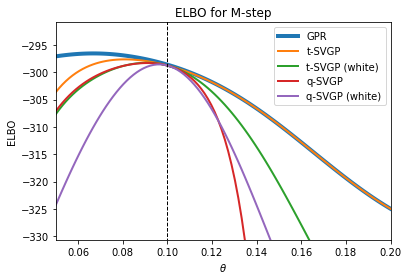 ELBO for M-step
GPR
t-SVGP
t-SVGP (white)
q-SVGP
q-SVGP (white)
ELBO
−295
−300
−305
−310
−315
−320
−325
−330
0.06 0.08 0.10 0.12 0.14 0.16 0.18 0.20
θ